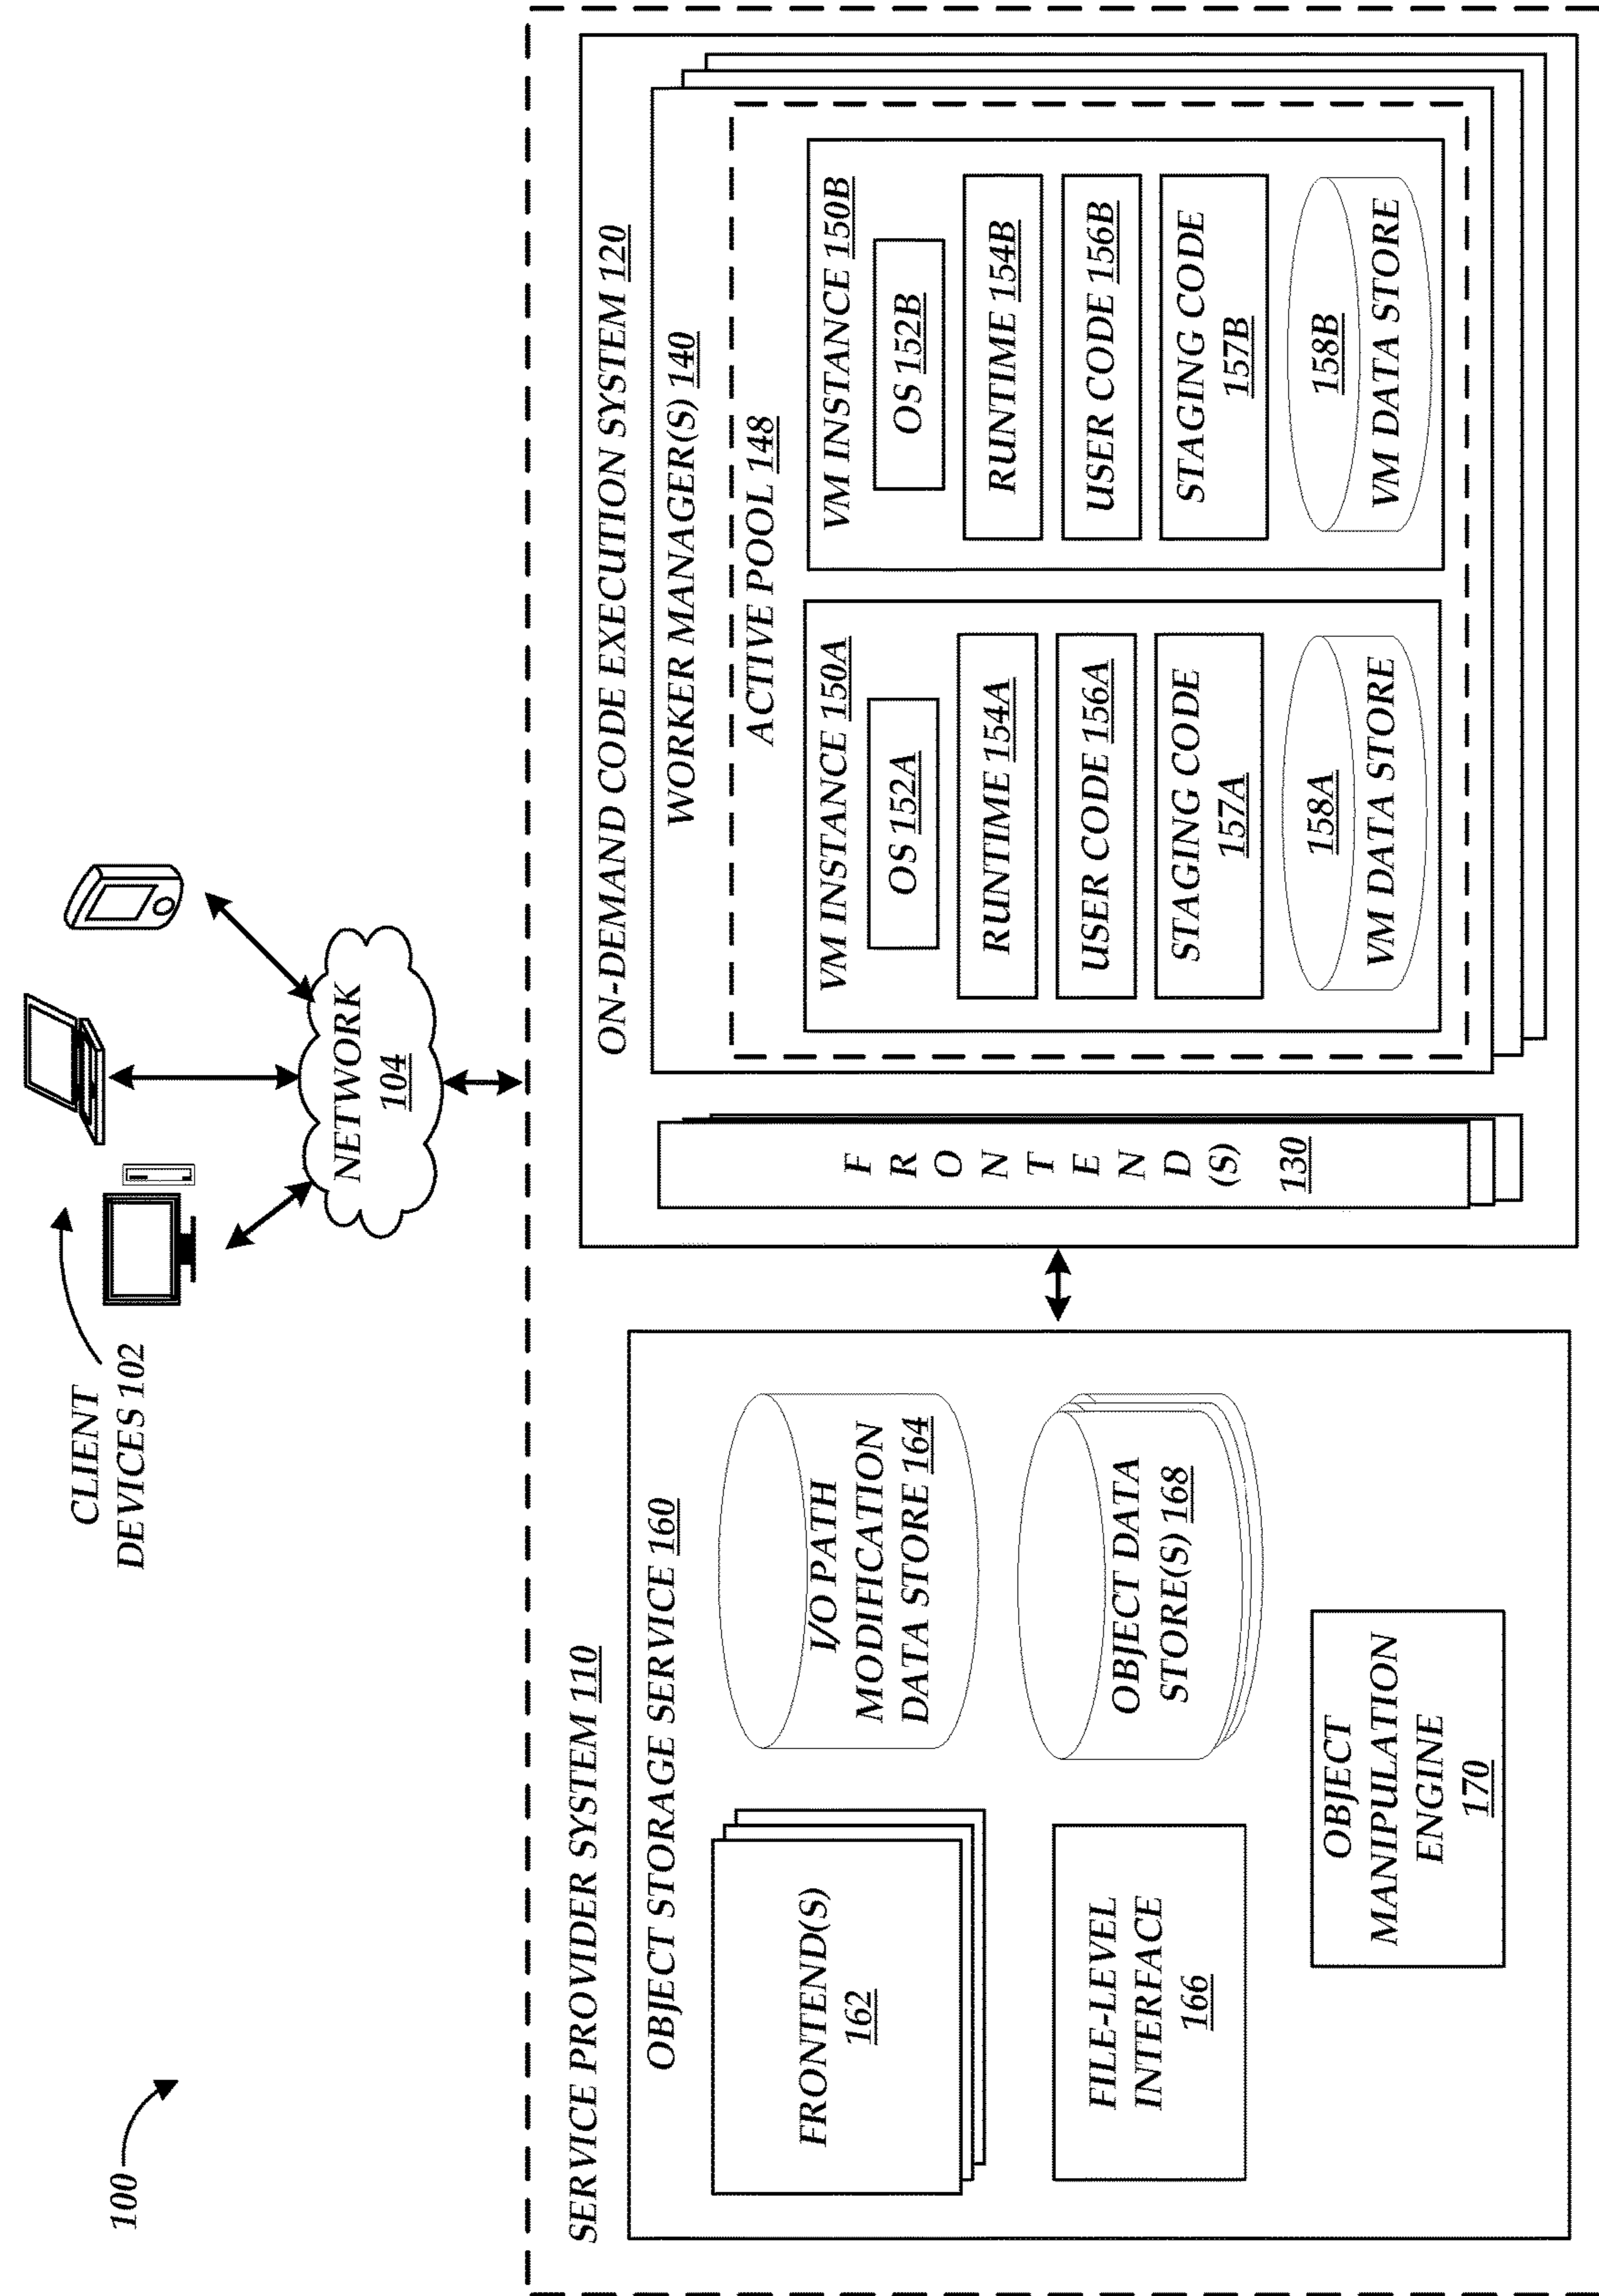 100
CLIENT
DEVICES 102
NETWORK
104
SERVICE PROVIDER SYSTEM 110
OBJECT STORAGE SERVICE 160
FRONTEND(S)
162
I/O PATH
MODIFICATION
DATA STORE 164
FILE-LEVEL
INTERFACE
166
OBJECT DATA
STORE(S) 168
OBJECT
MANIPULATION
ENGINE
170
ON-DEMAND CODE EXECUTION SYSTEM 120
F
R
O
N
T
E
N
D
(S)
130
WORKER MANAGER(S) 140
ACTIVE POOL 148
VM INSTANCE 150A
OS 152A
RUNTIME 154A
USER CODE 156A
STAGING CODE
157A
158A
VM DATA STORE
VM INSTANCE 150B
OS 152B
RUNTIME 154B
USER CODE 156B
STAGING CODE
157B
158B
VM DATA STORE